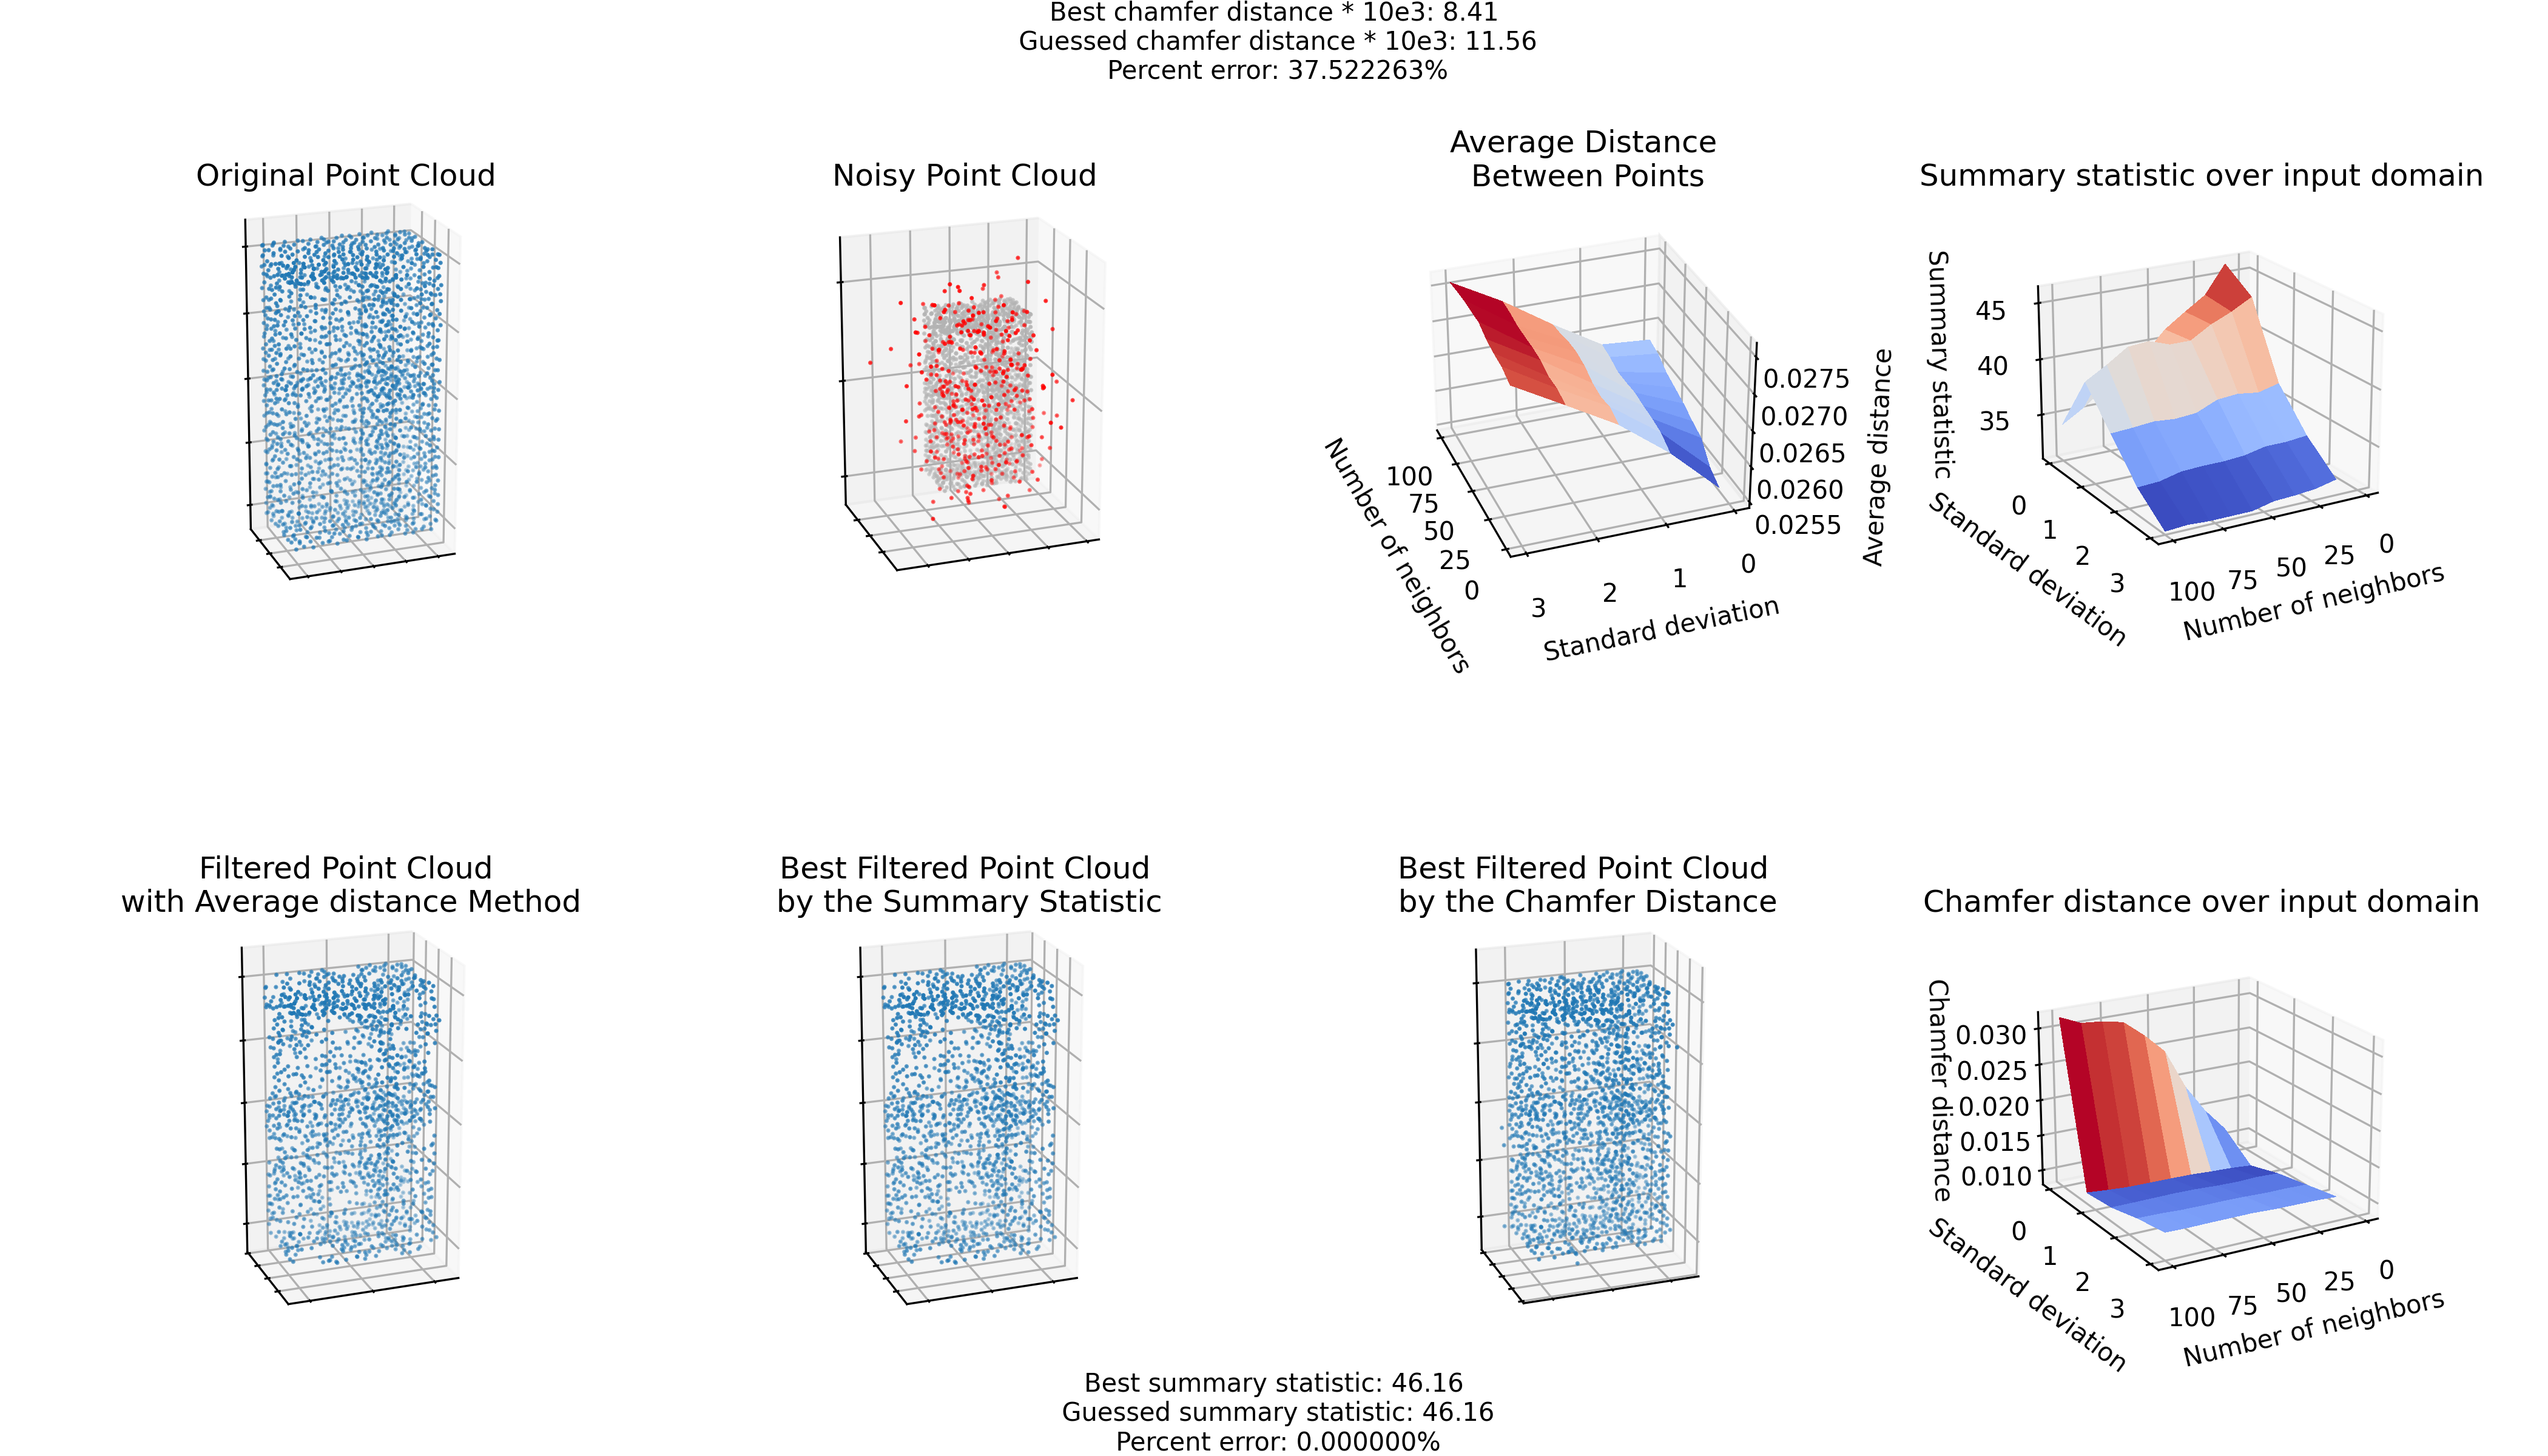 Best chamfer distance * 10e3: 8.41
Guessed chamfer distance * 10e3: 11.56
Percent error: 37.522263%
Original Point Cloud
Noisy Point Cloud
Average Distance
Between Points
100
75
50
25
0
Number of neighbors
3
2
1
0
Standard deviation
0.0275
0.0270
0.0265
0.0260
0.0255
Average distance
Summary statistic over input domain
45
40
35
Summary statistic
0
1
2
3
Standard deviation
100
75
50
25
0
Number of neighbors
Filtered Point Cloud
with Average distance Method
Best Filtered Point Cloud
by the Summary Statistic
Best Filtered Point Cloud
by the Chamfer Distance
Chamfer distance over input domain
0.030
0.025
0.020
0.015
0.010
Chamfer distance
0
1
2
3
Standard deviation
100
75
50
25
0
Number of neighbors
Best summary statistic: 46.16
Guessed summary statistic: 46.16
Percent error: 0.000000%